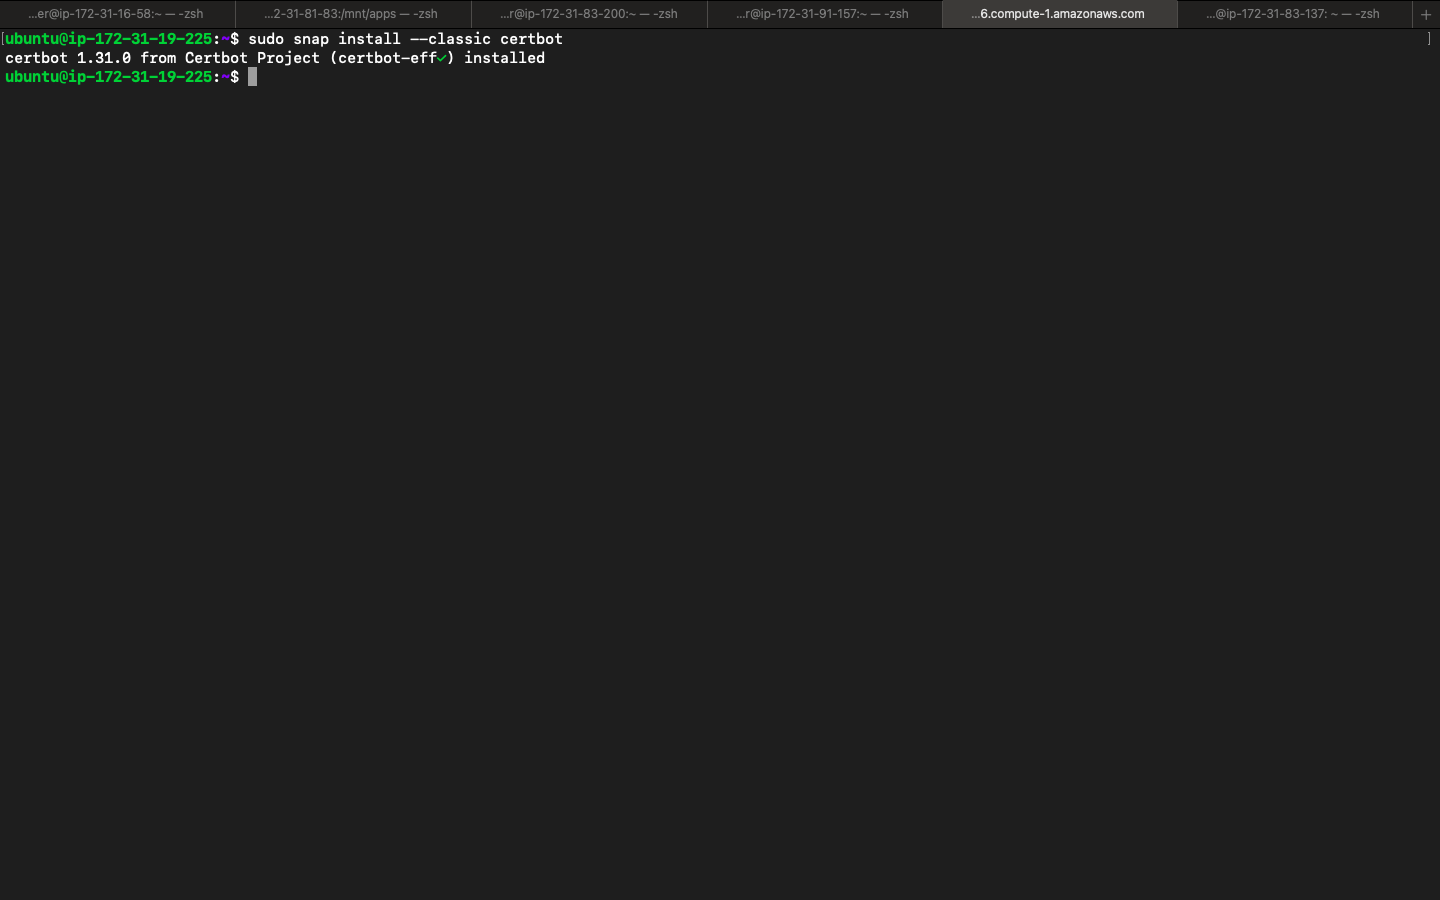 ...er@ip-172-31-16-58:~ — -zsh
...2-31-81-83:/mnt/apps — -zsh
...r@ip-172-31-83-200:~ — -zsh
...r@ip-172-31-91-157:~ — -zsh
...6.compute-1.amazonaws.com
...@ip-172-31-83-137: ~ — -zsh
+
[ubuntu@ip-172-31-19-225:~$ sudo snap install --classic certbot ]
certbot 1.31.0 from Certbot Project (certbot-eff✓) installed
ubuntu@ip-172-31-19-225:~$